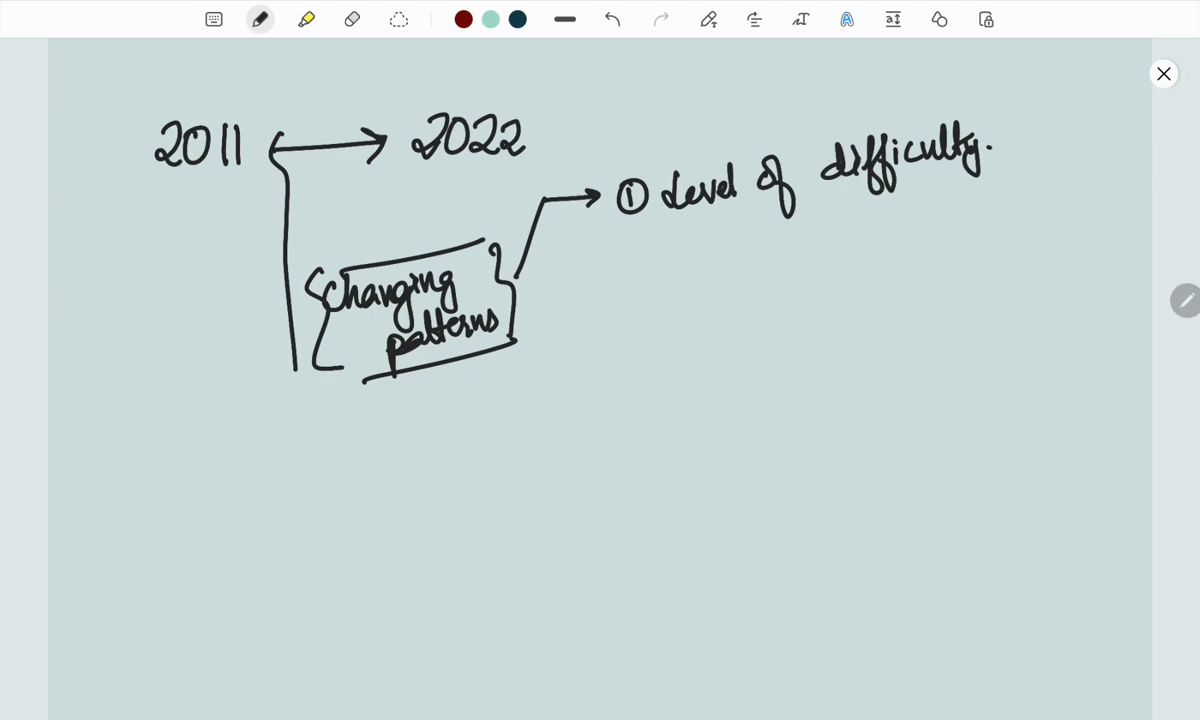 2011 ⟷ 2022
① Level of difficulty.
Changing
patterns